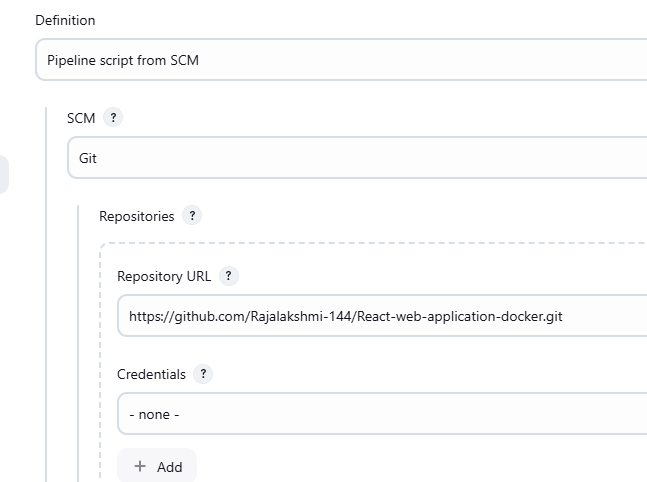 Definition
Pipeline script from SCM
SCM ?
Git
Repositories ?
Repository URL ?
https://github.com/Rajalakshmi-144/React-web-application-docker.git
Credentials ?
- none -
+ Add